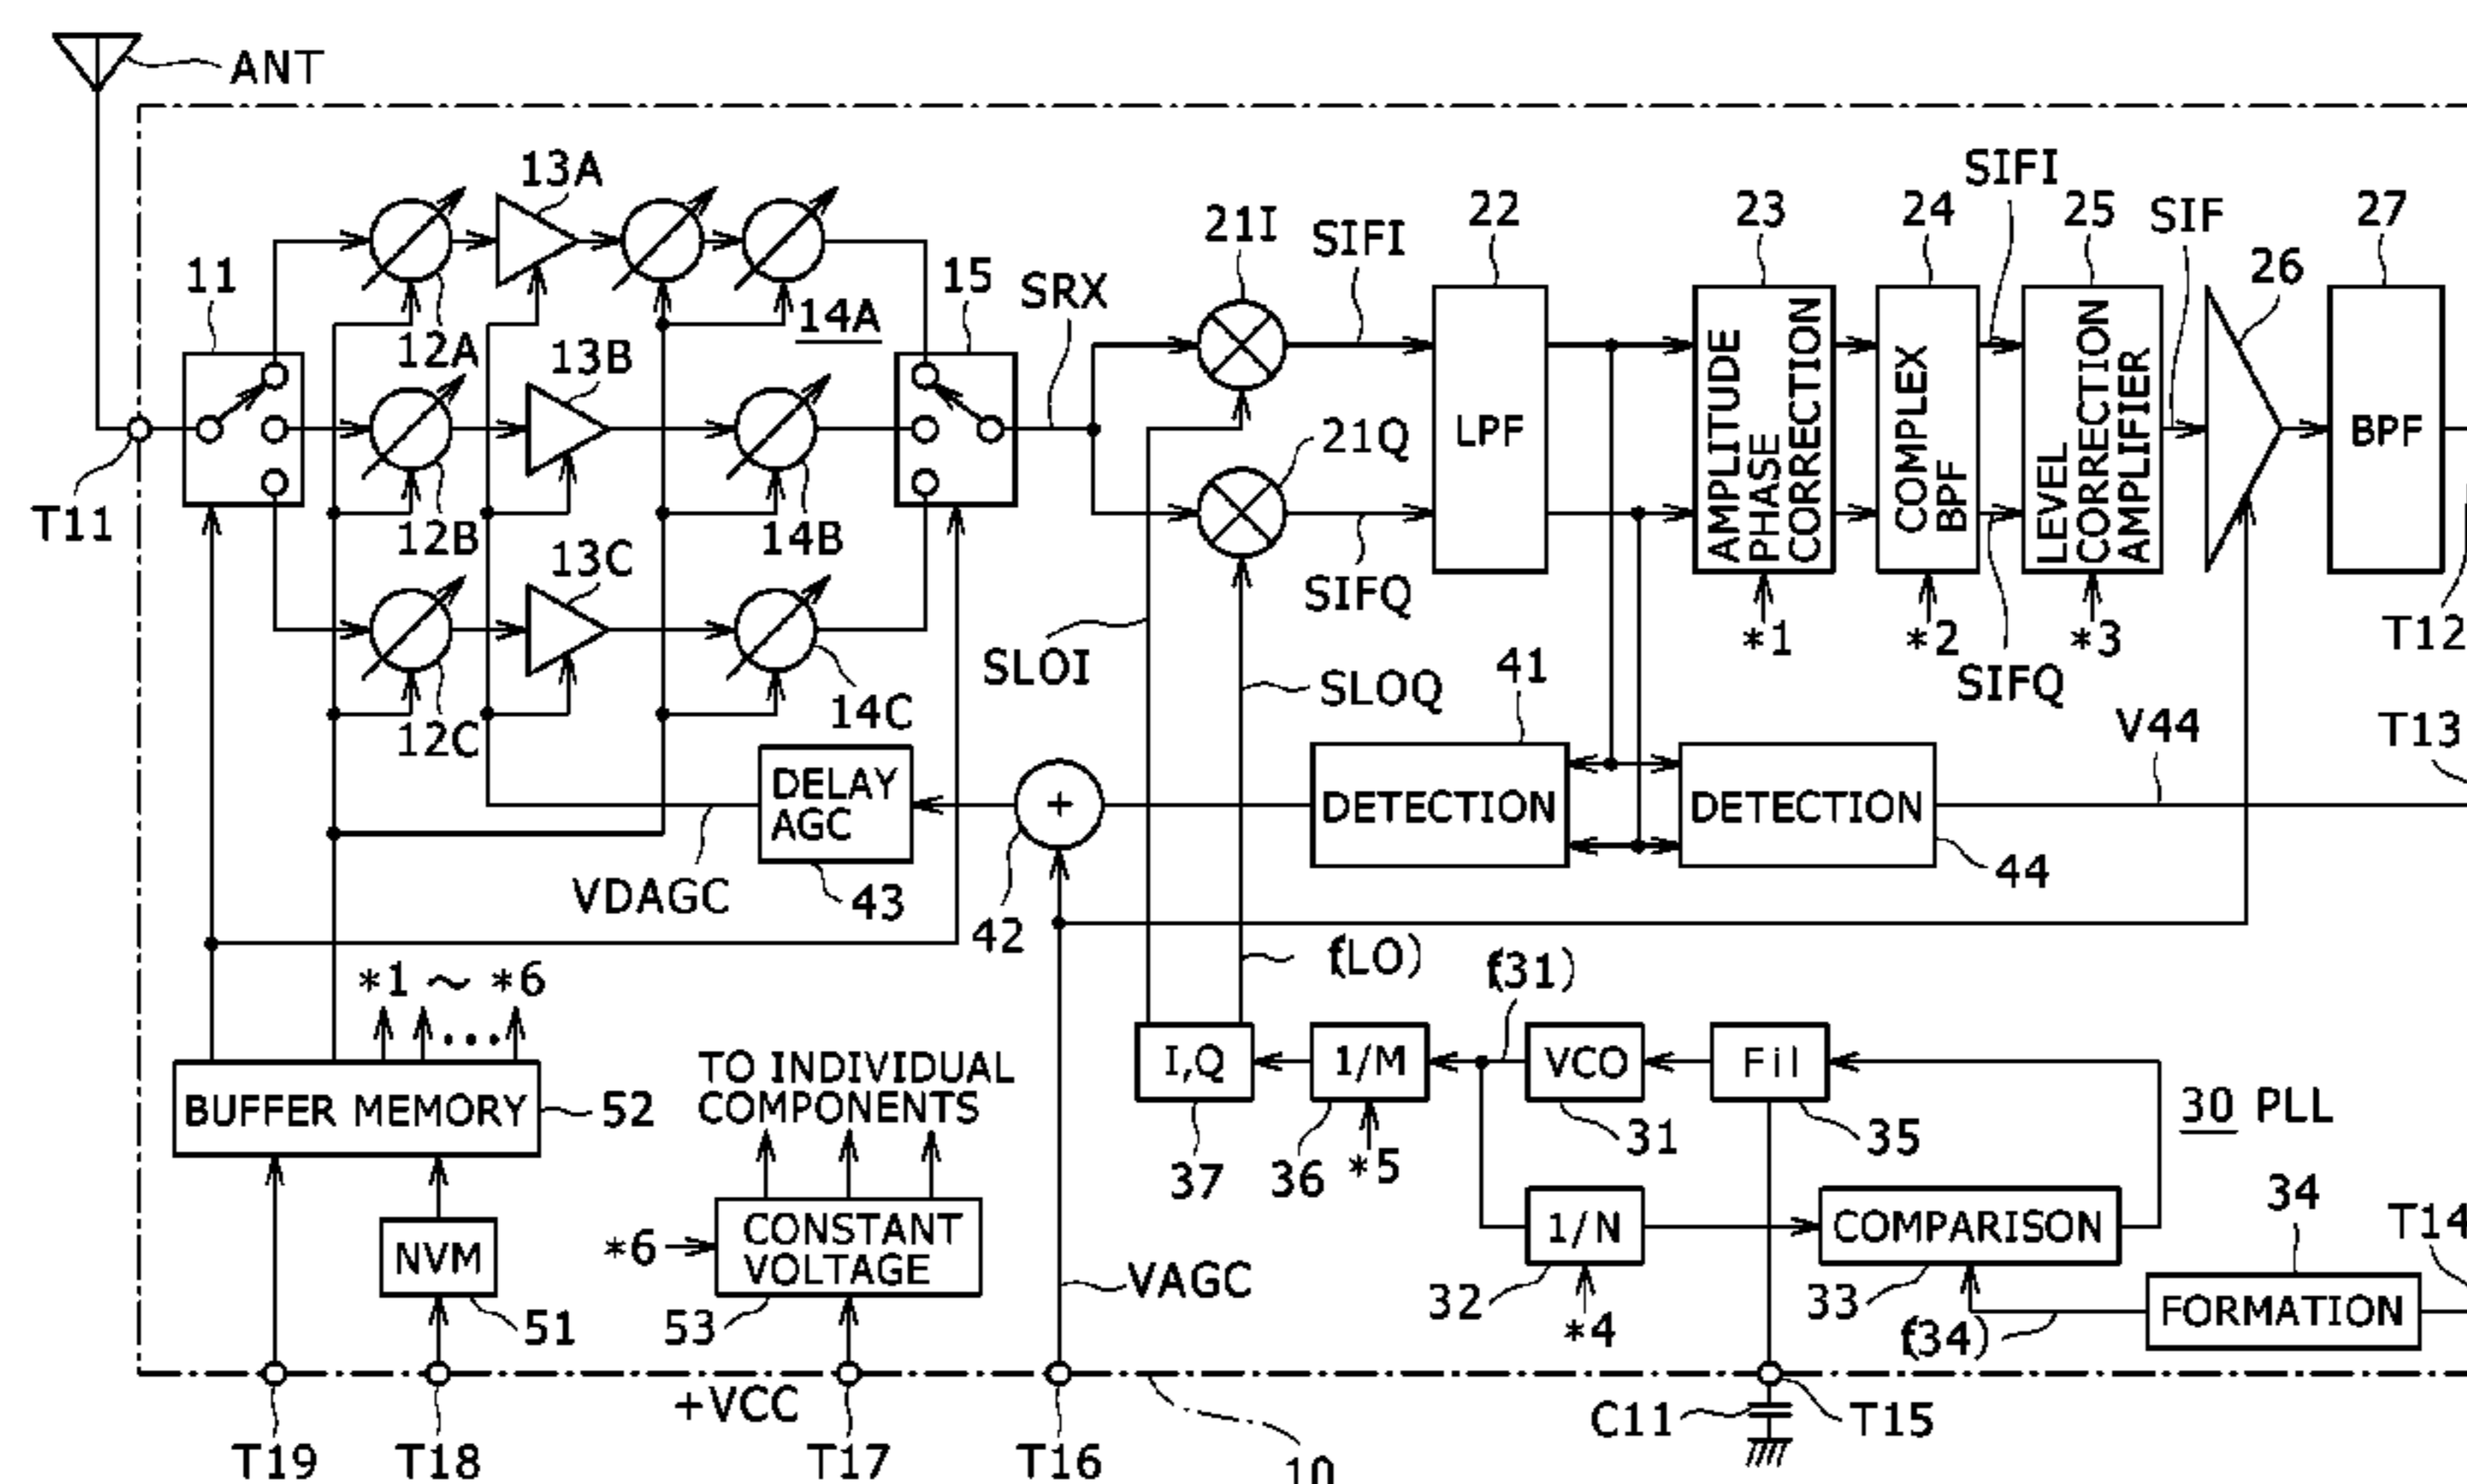 ANT
13A
SIFI
11
15
SRX
21I
SIFI
22
23
24
25
SIF
26
27
12A
14A
13B
21Q
LPF
AMPLITUDE
PHASE
CORRECTION
COMPLEX
BPF
LEVEL
CORRECTION
AMPLIFIER
BPF
T11
12B
14B
13C
SIFQ
*1
*2
*3
T12
SLOI
SLOQ
41
SIFQ
12C
14C
V44
T13
DELAY
AGC
+
DETECTION
DETECTION
VDAGC
43
42
44
f(LO)
f(31)
*1 ~ *6
...
TO INDIVIDUAL
COMPONENTS
I,Q
1/M
VCO
Fil
BUFFER MEMORY
52
30 PLL
37
36
*5
31
35
34
T14
NVM
*6
CONSTANT
VOLTAGE
VAGC
1/N
COMPARISON
51
53
32
*4
33
f(34)
FORMATION
+VCC
C11
T15
T19
T18
T17
T16
10